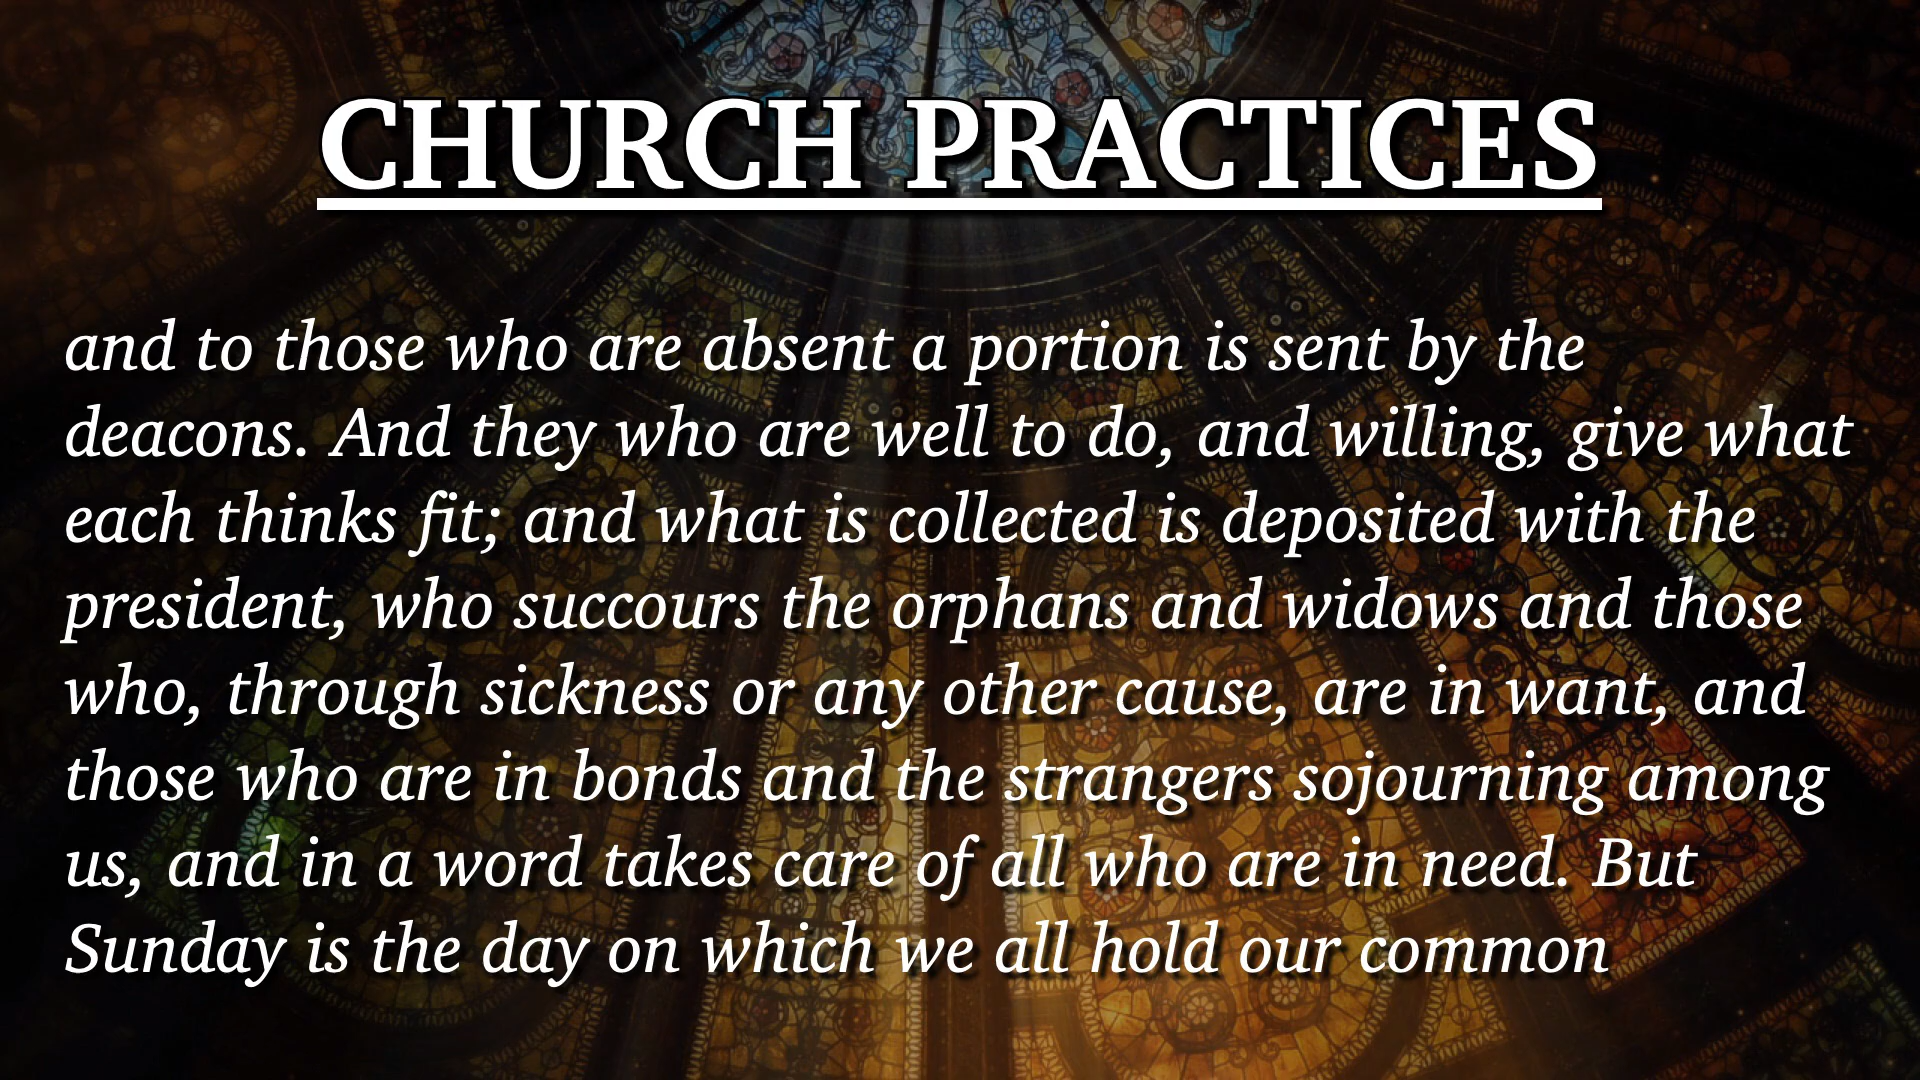 CHURCH PRACTICES
and to those who are absent a portion is sent by the
deacons. And they who are well to do, and willing, give what
each thinks fit; and what is collected is deposited with the
president, who succours the orphans and widows and those
who, through sickness or any other cause, are in want, and
those who are in bonds and the strangers sojourning among
us, and in a word takes care of all who are in need. But
Sunday is the day on which we all hold our common